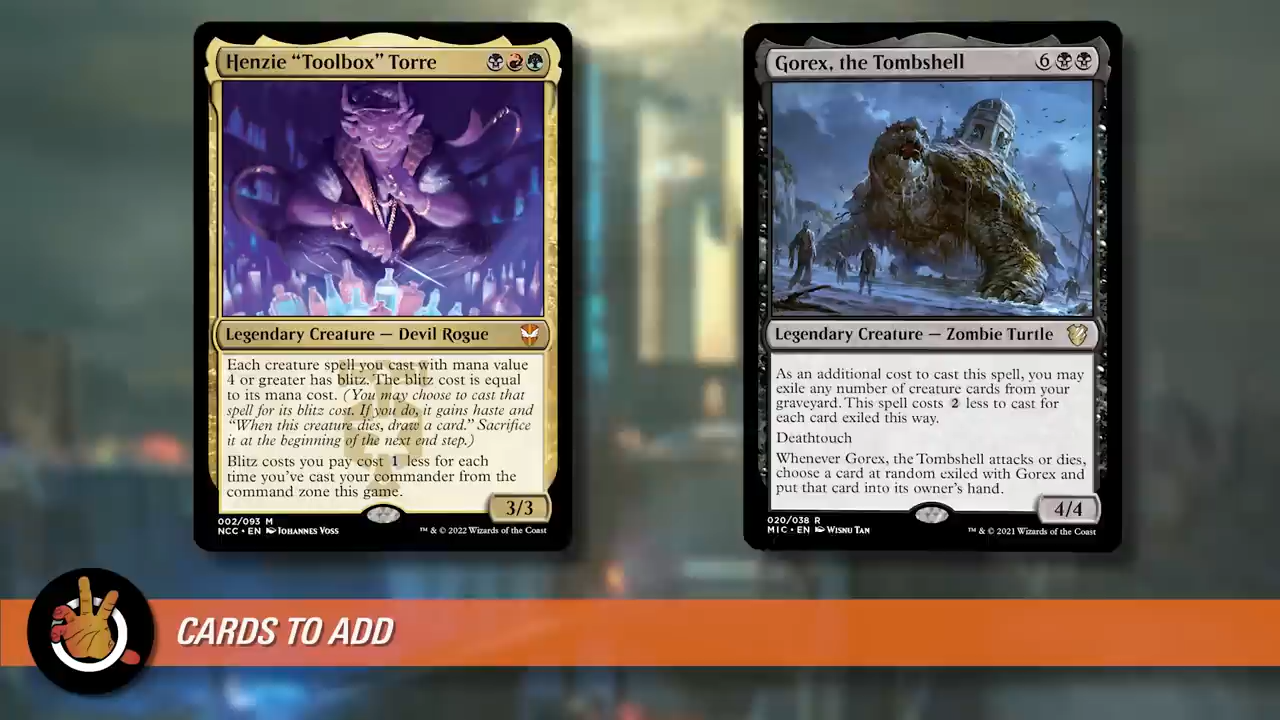 Henzie "Toolbox" Torre
Legendary Creature — Devil Rogue
Each creature spell you cast with mana value
4 or greater has blitz. The blitz cost is equal
to its mana cost. (You may choose to cast that
spell for its blitz cost. If you do, it gains haste and
"When this creature dies, draw a card." Sacrifice
it at the beginning of the next end step.)
Blitz costs you pay cost 1 less for each
time you've cast your commander from the
command zone this game.
3/3
002/093 M
NCC • EN Johannes Voss
™ & © 2022 Wizards of the Coast
Gorex, the Tombshell
6
Legendary Creature — Zombie Turtle
As an additional cost to cast this spell, you may
exile any number of creature cards from your
graveyard. This spell costs 2 less to cast for
each card exiled this way.
Deathtouch
Whenever Gorex, the Tombshell attacks or dies,
choose a card at random exiled with Gorex and
put that card into its owner's hand.
4/4
020/038 R
MIC • EN Wisnu Tan
™ & © 2021 Wizards of the Coast
CARDS TO ADD